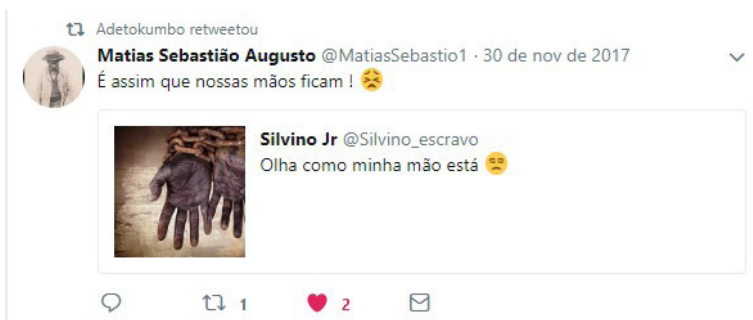 Adetokumbo retweetou
Matias Sebastião Augusto @MatiasSebastio1 · 30 de nov de 2017
É assim que nossas mãos ficam ! 😣
Silvino Jr @Silvino_escravo
Olha como minha mão está 😒
1 2